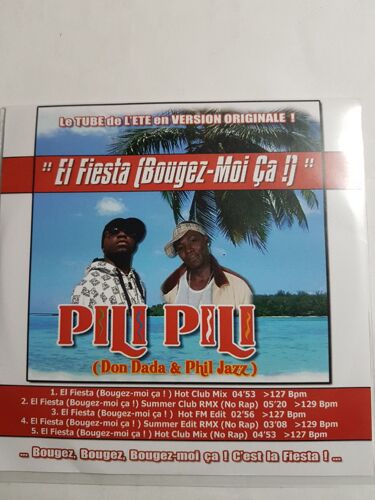 Le TUBE de L'ETE en VERSION ORIGINALE !
" El Fiesta (Bougez-Moi Ça !) "
PILI PILI
(Don Dada & Phil Jazz)
1. El Fiesta (Bougez-moi ça ! ) Hot Club Mix 04'53 >127 Bpm
2. El Fiesta (Bougez-moi ça !) Summer Club RMX (No Rap) 05'20 >129 Bpm
3. El Fiesta (Bougez-moi ça ! ) Hot FM Edit 02'56 >127 Bpm
4. El Fiesta (Bougez-moi ça !) Summer Edit RMX (No Rap) 03'08 >129 Bpm
5. El Fiesta (Bougez-moi ça ! ) Hot Club Mix (No Rap) 04'53 >127 Bpm
... Bougez, Bougez, Bougez-moi ça ! C'est la Fiesta ! ...